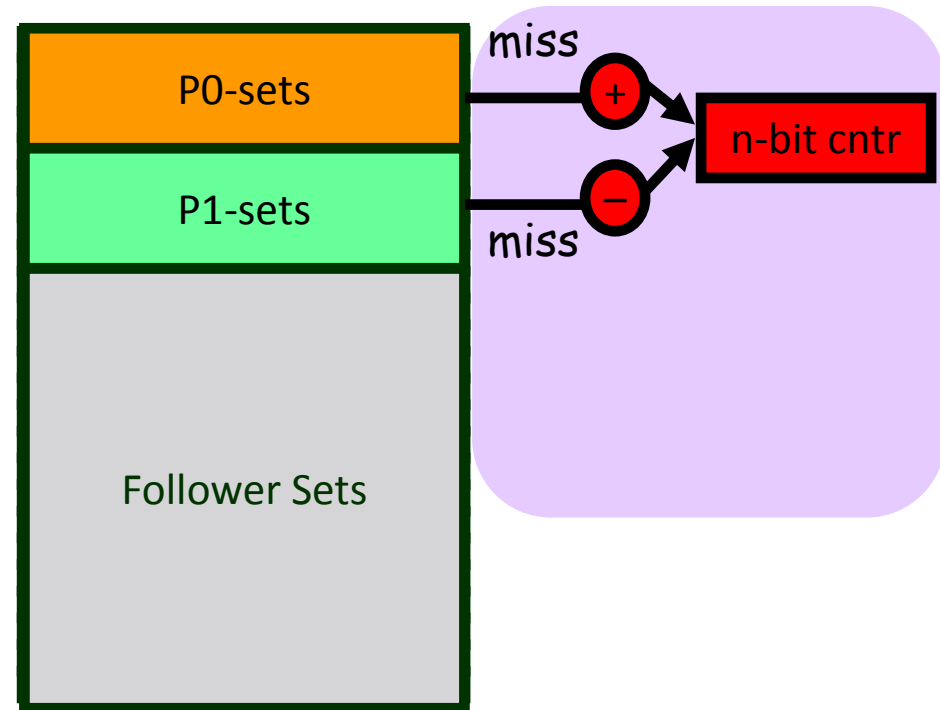 miss
P0-sets
+
n-bit cntr
P1-sets
–
miss
Follower Sets